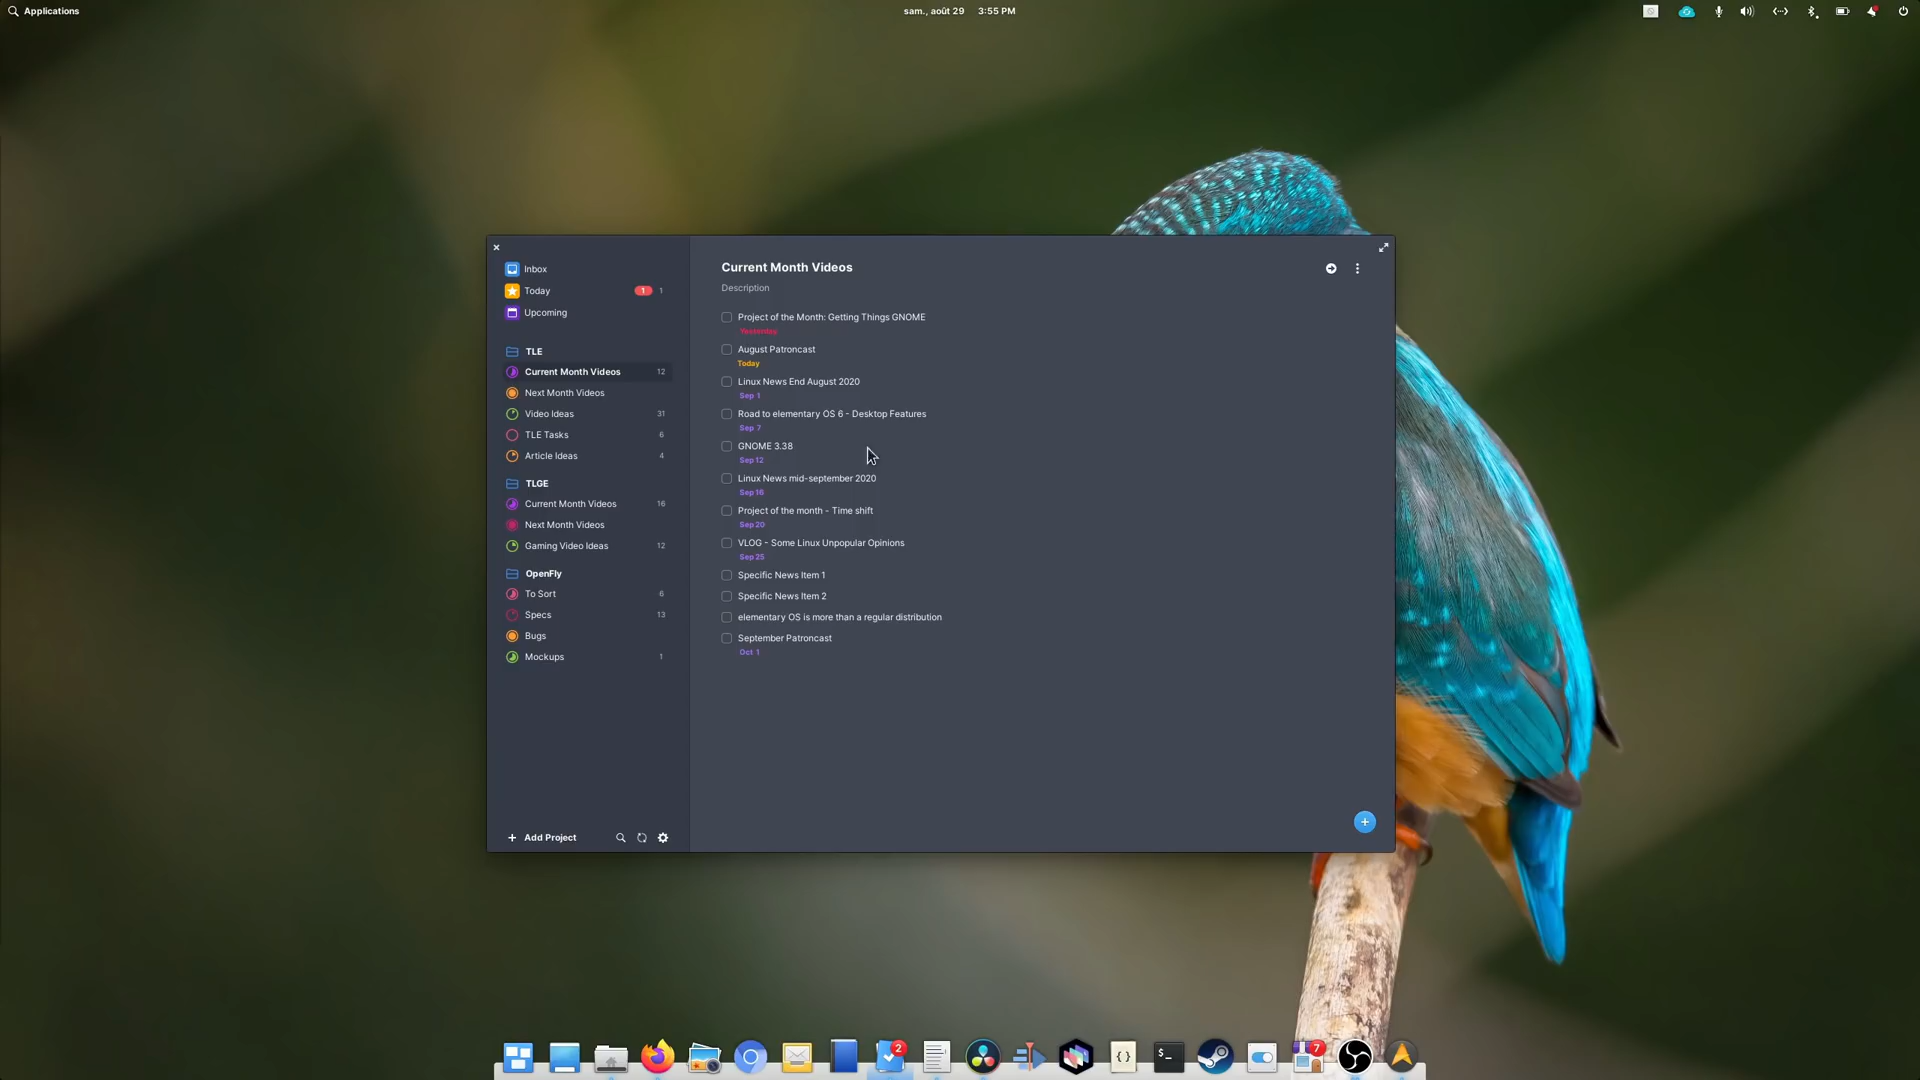 Applications
sam., août 29 3:55 PM
Inbox
Today 1 1
Upcoming
TLE
Current Month Videos 12
Next Month Videos
Video Ideas 31
TLE Tasks 6
Article Ideas 4
TLGE
Current Month Videos 16
Next Month Videos
Gaming Video Ideas 12
OpenFly
To Sort 6
Specs 13
Bugs
Mockups 1
Add Project
Current Month Videos
Description
Project of the Month: Getting Things GNOME
Yesterday
August Patroncast
Today
Linux News End August 2020
Sep 1
Road to elementary OS 6 - Desktop Features
Sep 7
GNOME 3.38
Sep 12
Linux News mid-september 2020
Sep 16
Project of the month - Time shift
Sep 20
VLOG - Some Linux Unpopular Opinions
Sep 25
Specific News Item 1
Specific News Item 2
elementary OS is more than a regular distribution
September Patroncast
Oct 1
2
7